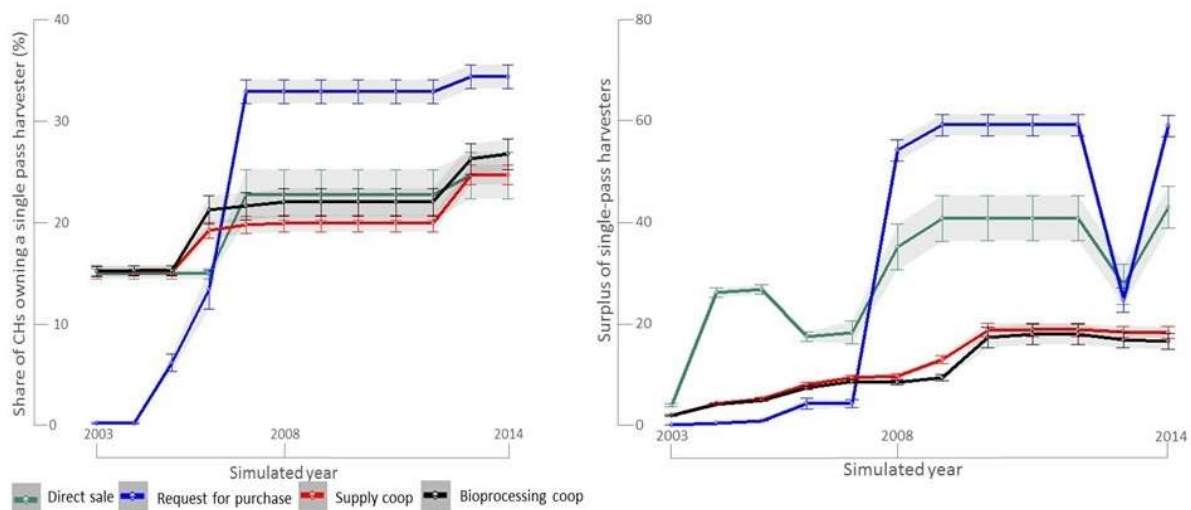 Share of CHs owning a single pass harvester (%)
40
30
20
10
0
2003
2008
2014
Simulated year
Surplus of single-pass harvesters
80
60
40
20
0
2003
2008
2014
Simulated year
Direct sale
Request for purchase
Supply coop
Bioprocessing coop